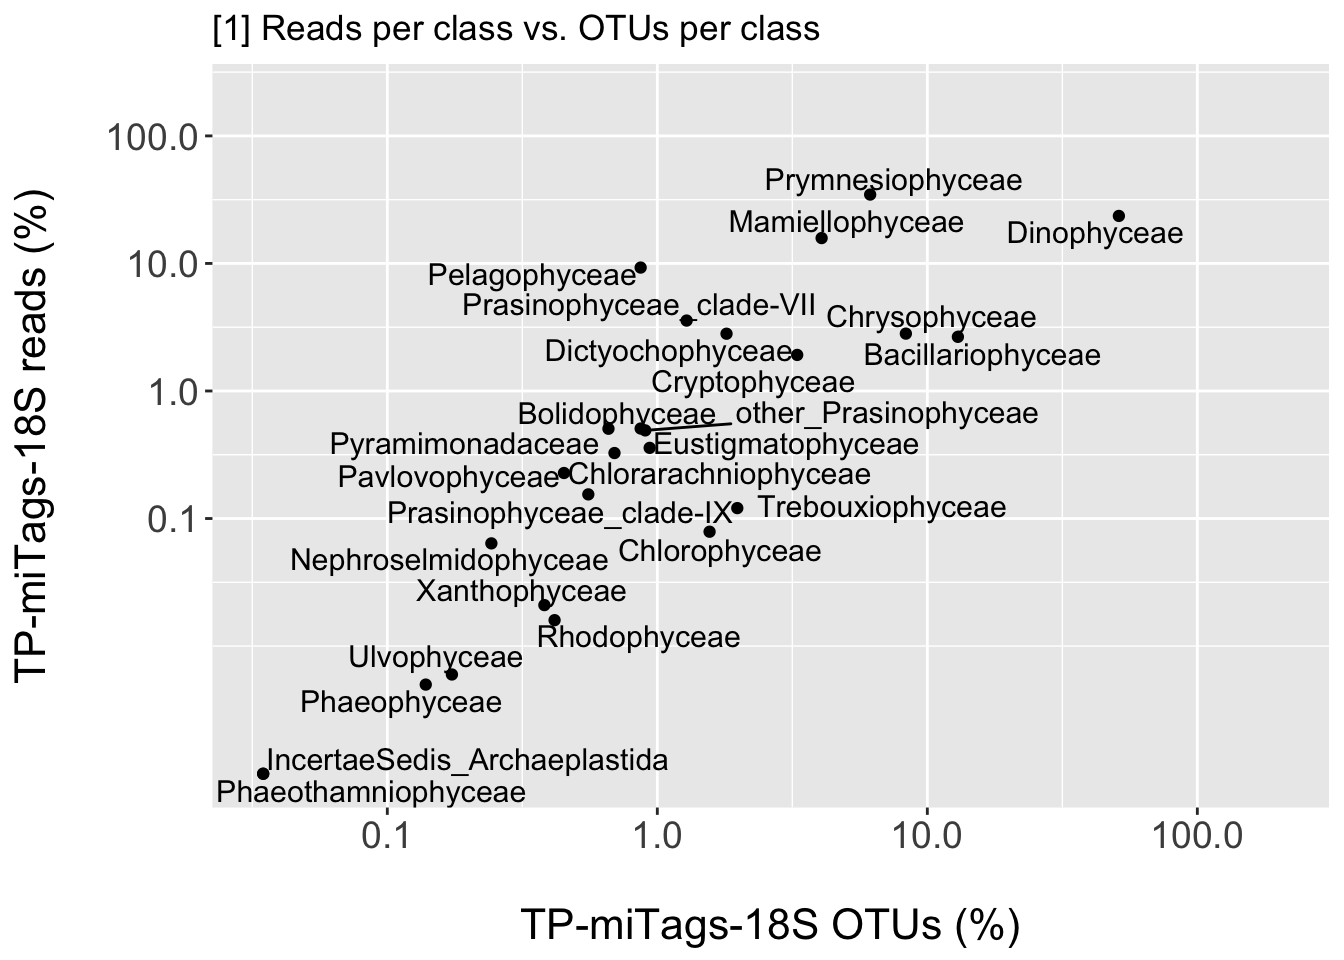 [1] Reads per class vs. OTUs per class
TP-miTags-18S reads (%)
100.0
10.0
1.0
0.1
Prymnesiophyceae
Mamiellophyceae
Dinophyceae
Pelagophyceae
Prasinophyceae_clade-VII
Chrysophyceae
Dictyochophyceae
Bacillariophyceae
Cryptophyceae
Bolidophyceae
other_Prasinophyceae
Pyramimonadaceae
Eustigmatophyceae
Pavlovophyceae
Chlorarachniophyceae
Prasinophyceae_clade-IX
Trebouxiophyceae
Chlorophyceae
Nephroselmidophyceae
Xanthophyceae
Rhodophyceae
Ulvophyceae
Phaeophyceae
IncertaeSedis_Archaeplastida
Phaeothamniophyceae
0.1
1.0
10.0
100.0
TP-miTags-18S OTUs (%)